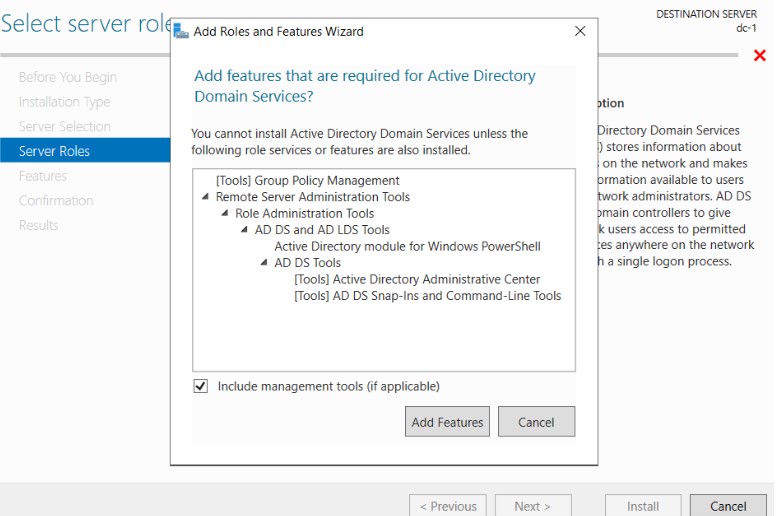 Select server role
DESTINATION SERVER
dc-1
Add Roles and Features Wizard
Before You Begin
Installation Type
Server Selection
Server Roles
Features
Confirmation
Results
Add features that are required for Active Directory
Domain Services?
You cannot install Active Directory Domain Services unless the
following role services or features are also installed.
[Tools] Group Policy Management
Remote Server Administration Tools
Role Administration Tools
AD DS and AD LDS Tools
Active Directory module for Windows PowerShell
AD DS Tools
[Tools] Active Directory Administrative Center
[Tools] AD DS Snap-Ins and Command-Line Tools
Include management tools (if applicable)
Add Features
Cancel
ption
Directory Domain Services
) stores information about
on the network and makes
ormation available to users
twork administrators. AD DS
omain controllers to give
k users access to permitted
ces anywhere on the network
h a single logon process.
< Previous
Next >
Install
Cancel